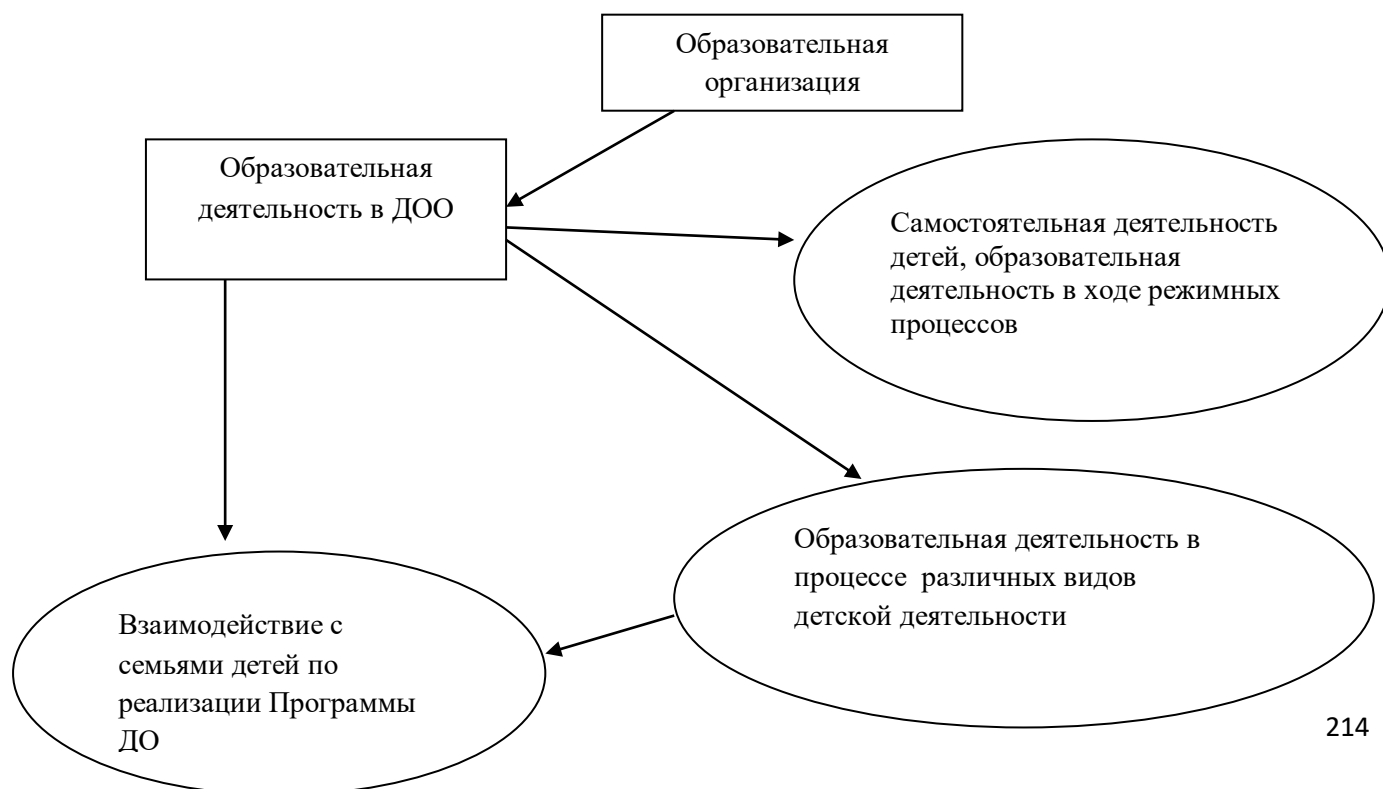 Образовательная
организация
Образовательная
деятельность в ДОО
Самостоятельная деятельность
детей, образовательная
деятельность в ходе режимных
процессов
Образовательная деятельность в
процессе различных видов
детской деятельности
Взаимодействие с
семьями детей по
реализации Программы
ДО
214